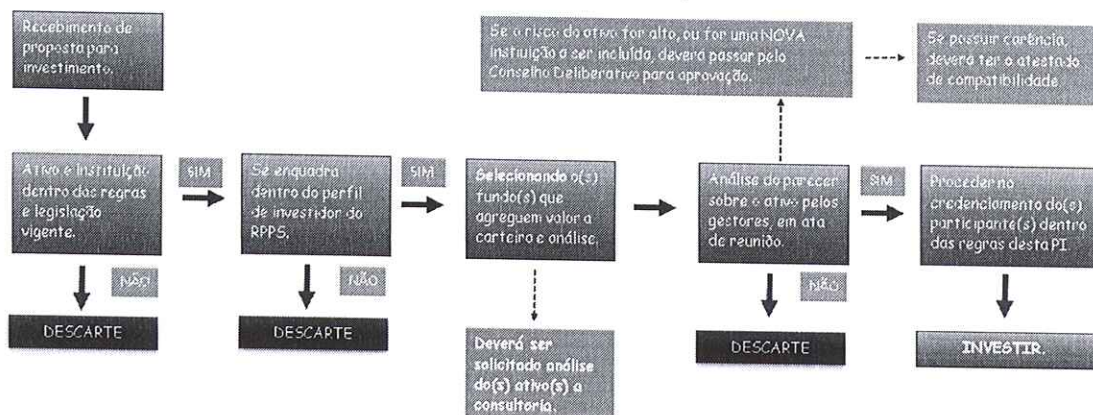 Recebimento de
proposta para
investimento.
Se o risco do ativo for alto, ou for uma NOVA
instituição a ser incluída, deverá passar pelo
Conselho Deliberativo para aprovação.
Se possuir carência,
deverá ter o atestado
de compatibilidade.
Ativo e instituição
dentro das regras
e legislação
vigente.
SIM
Se enquadra
dentro do perfil
de investidor do
RPPS.
SIM
Selecionando o(s)
fundo(s) que
agreguem valor a
carteira e análise.
Análise do parecer
sobre o ativo pelos
gestores, em ata
de reunião.
SIM
Proceder no
credenciamento do(s)
participante(s) dentro
das regras desta PI.
NÃO
NÃO
NÃO
DESCARTE
DESCARTE
Deverá ser
solicitado análise
do(s) ativo(s) a
consultoria.
DESCARTE
INVESTIR.